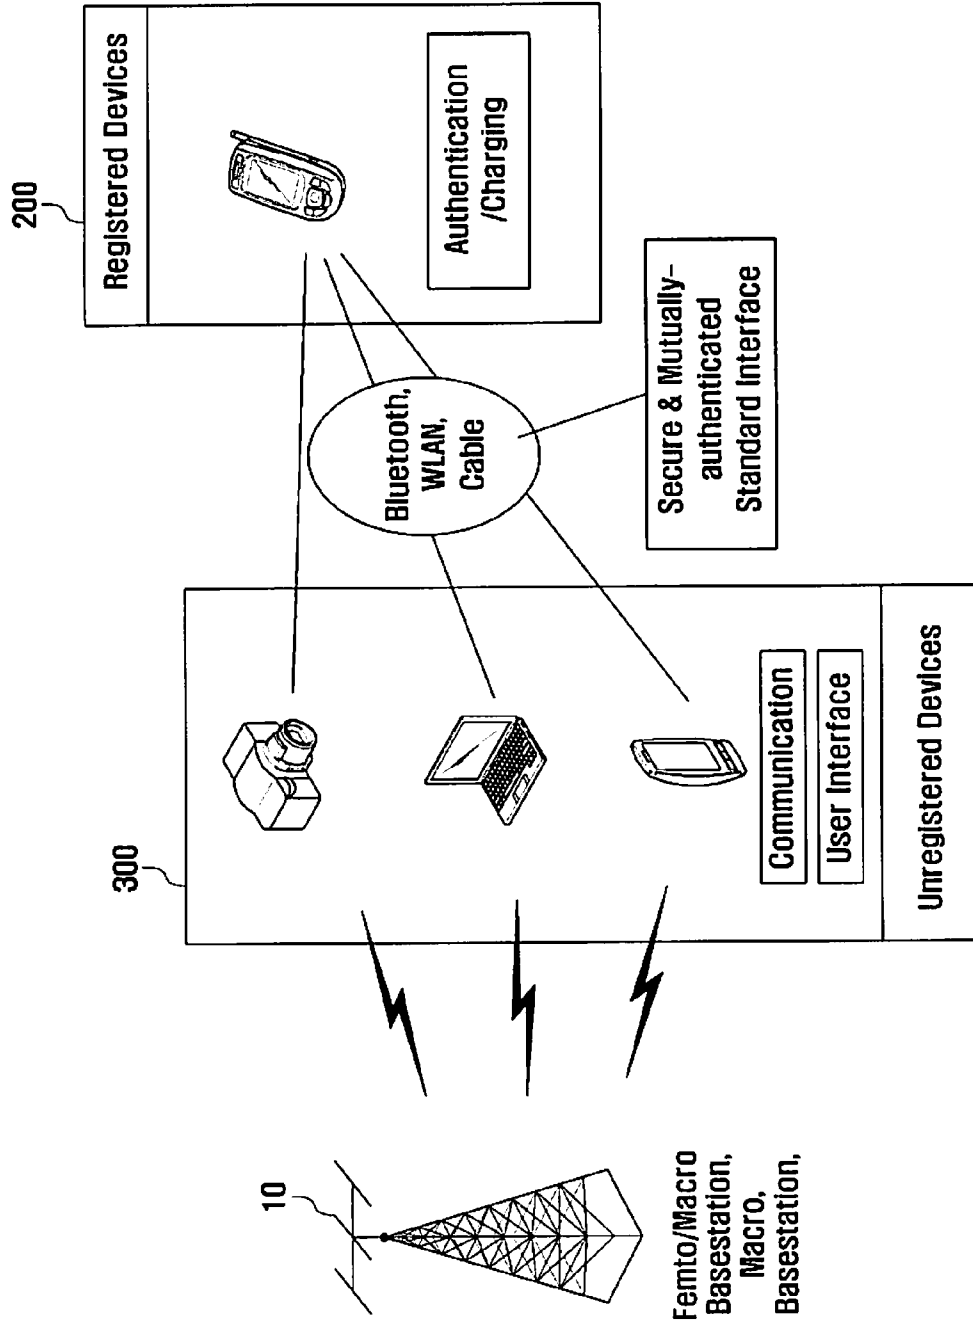 10
Femto/Macro
Basestation,
Macro,
Basestation,
300
Communication
User Interface
Unregistered Devices
Bluetooth,
WLAN,
Cable
Secure & Mutually-
authenticated
Standard Interface
200
Registered Devices
Authentication
/Charging